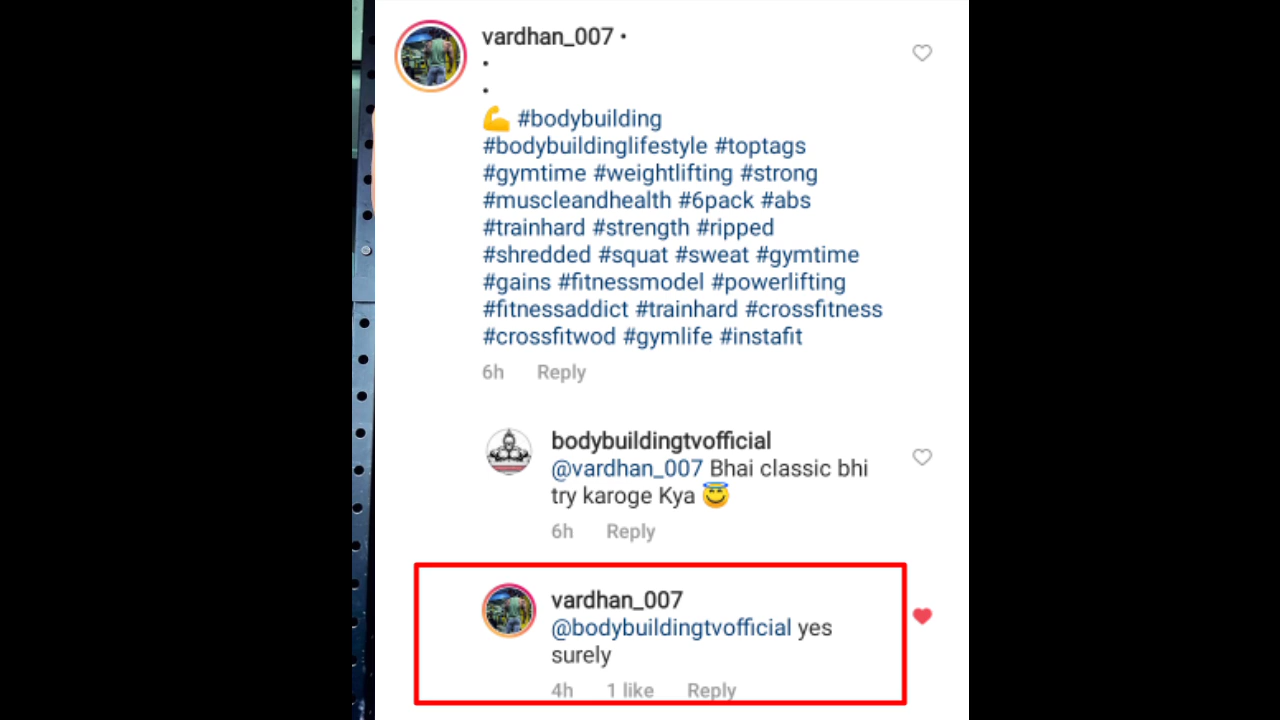 vardhan_007 •
•
•
💪 #bodybuilding
#bodybuildinglifestyle #toptags
#gymtime #weightlifting #strong
#muscleandhealth #6pack #abs
#trainhard #strength #ripped
#shredded #squat #sweat #gymtime
#gains #fitnessmodel #powerlifting
#fitnessaddict #trainhard #crossfitness
#crossfitwod #gymlife #instafit
6h Reply
bodybuildingtvofficial
@vardhan_007 Bhai classic bhi
try karoge Kya 😇
6h Reply
vardhan_007
@bodybuildingtvofficial yes
surely
4h 1 like Reply